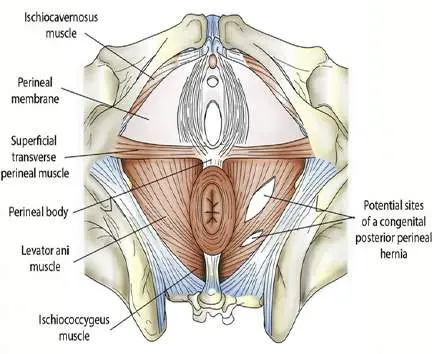 Ischiocavernosus
muscle
Perineal
membrane
Superficial
transverse
perineal muscle
Perineal body
Levator ani
muscle
Ischiococcygeus
muscle
Potential sites
of a congenital
posterior perineal
hernia